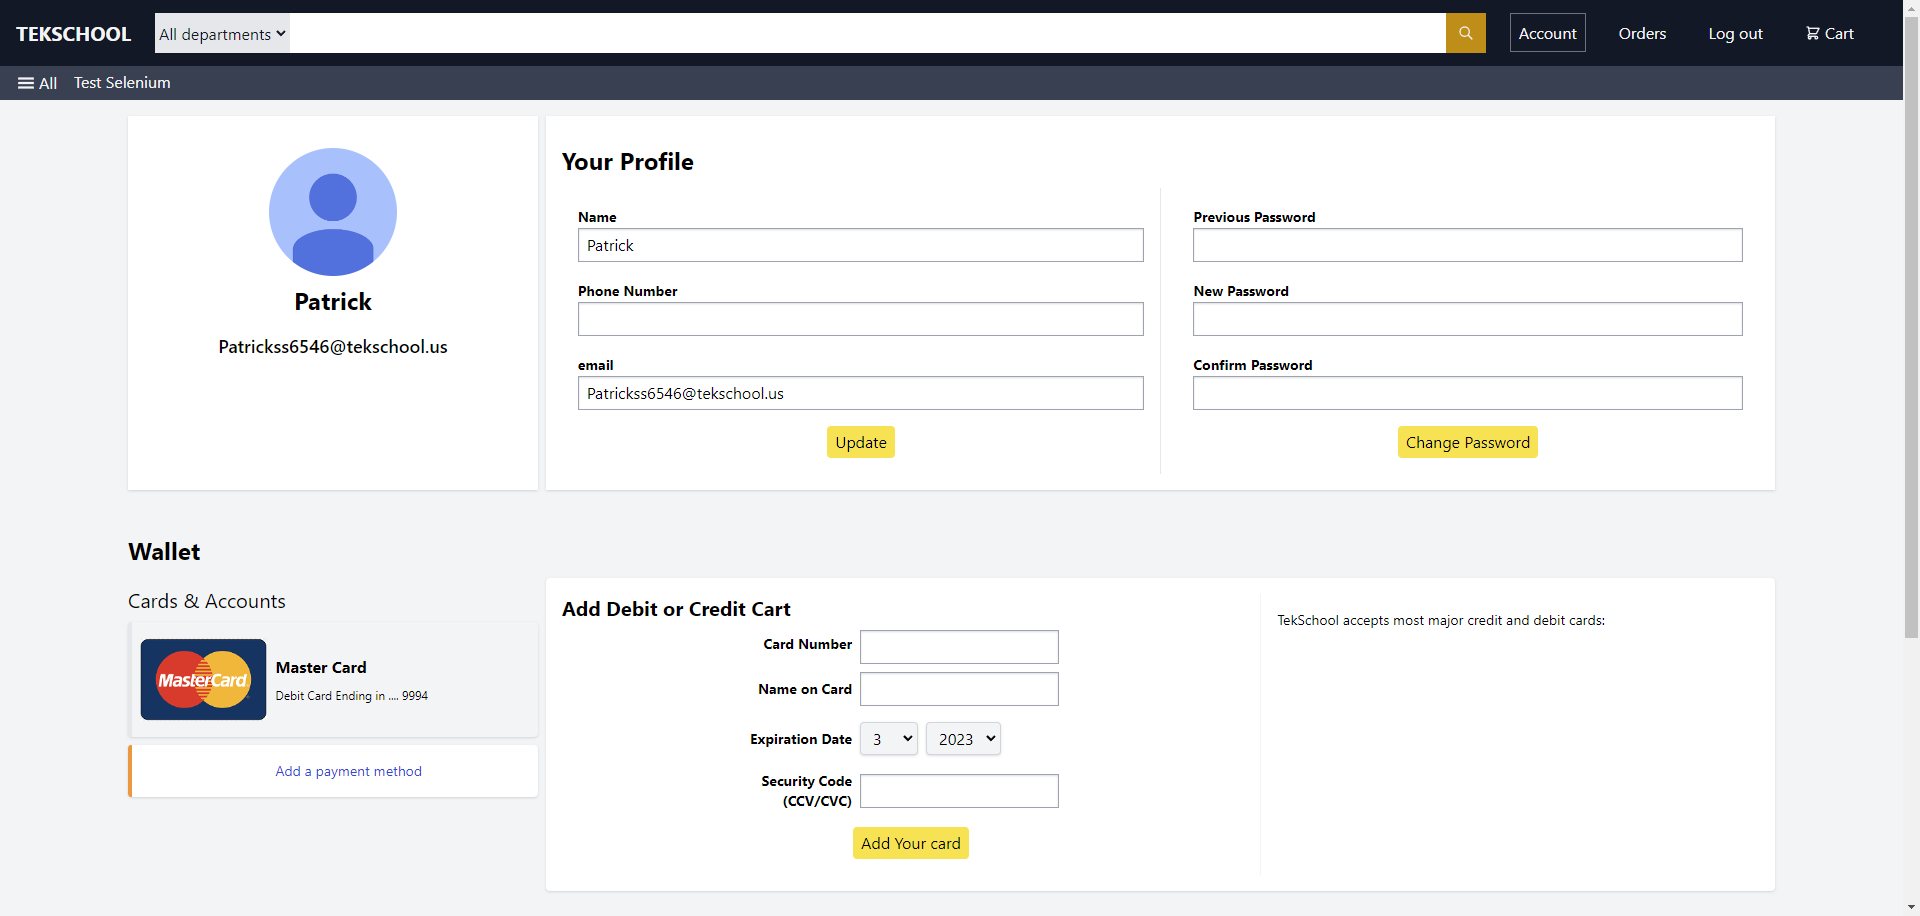 TEKSCHOOL
All departments
Account
Orders
Log out
Cart
All
Test Selenium
Patrick
Patrickss6546@tekschool.us
Your Profile
Name
Patrick
Phone Number
email
Patrickss6546@tekschool.us
Update
Previous Password
New Password
Confirm Password
Change Password
Wallet
Cards & Accounts
MasterCard
Master Card
Debit Card Ending in .... 9994
Add a payment method
Add Debit or Credit Cart
Card Number
Name on Card
Expiration Date
3
2023
Security Code
(CCV/CVC)
Add Your card
TekSchool accepts most major credit and debit cards: